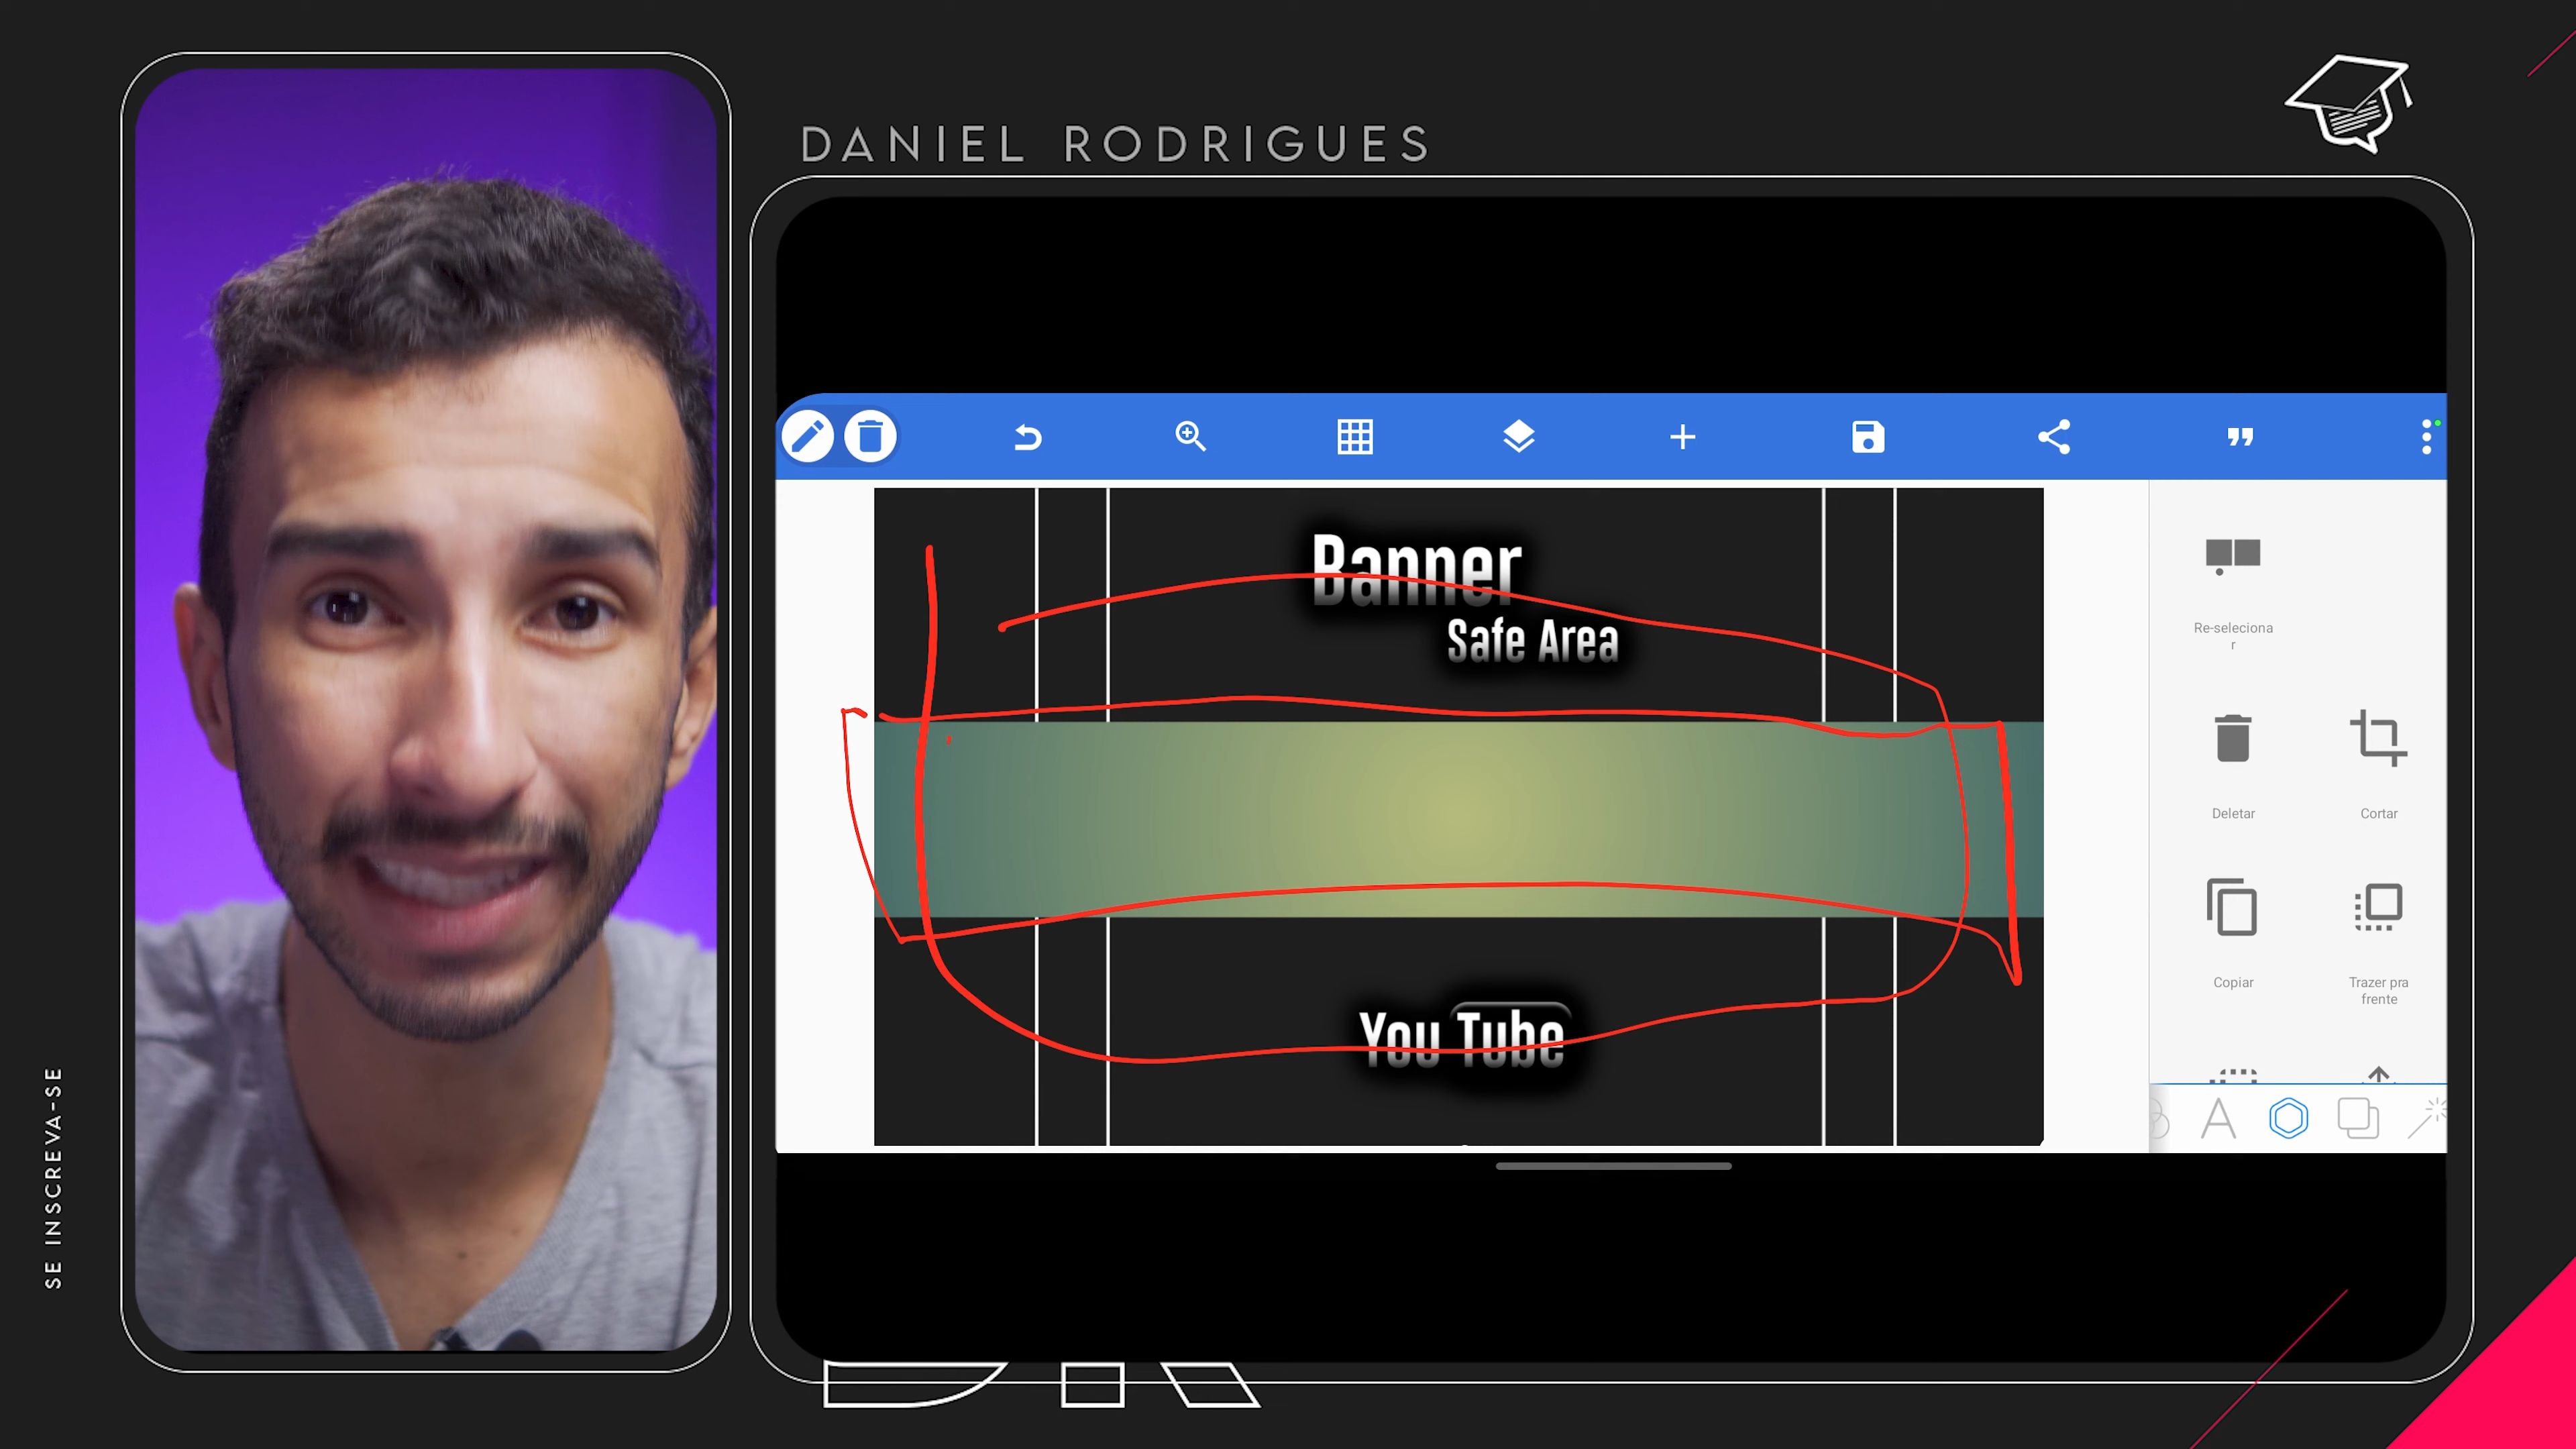 DANIEL RODRIGUES
Banner
Safe Area
You Tube
Re-seleciona
r
Deletar
Cortar
Copiar
Trazer pra
frente
SE INSCREVA-SE